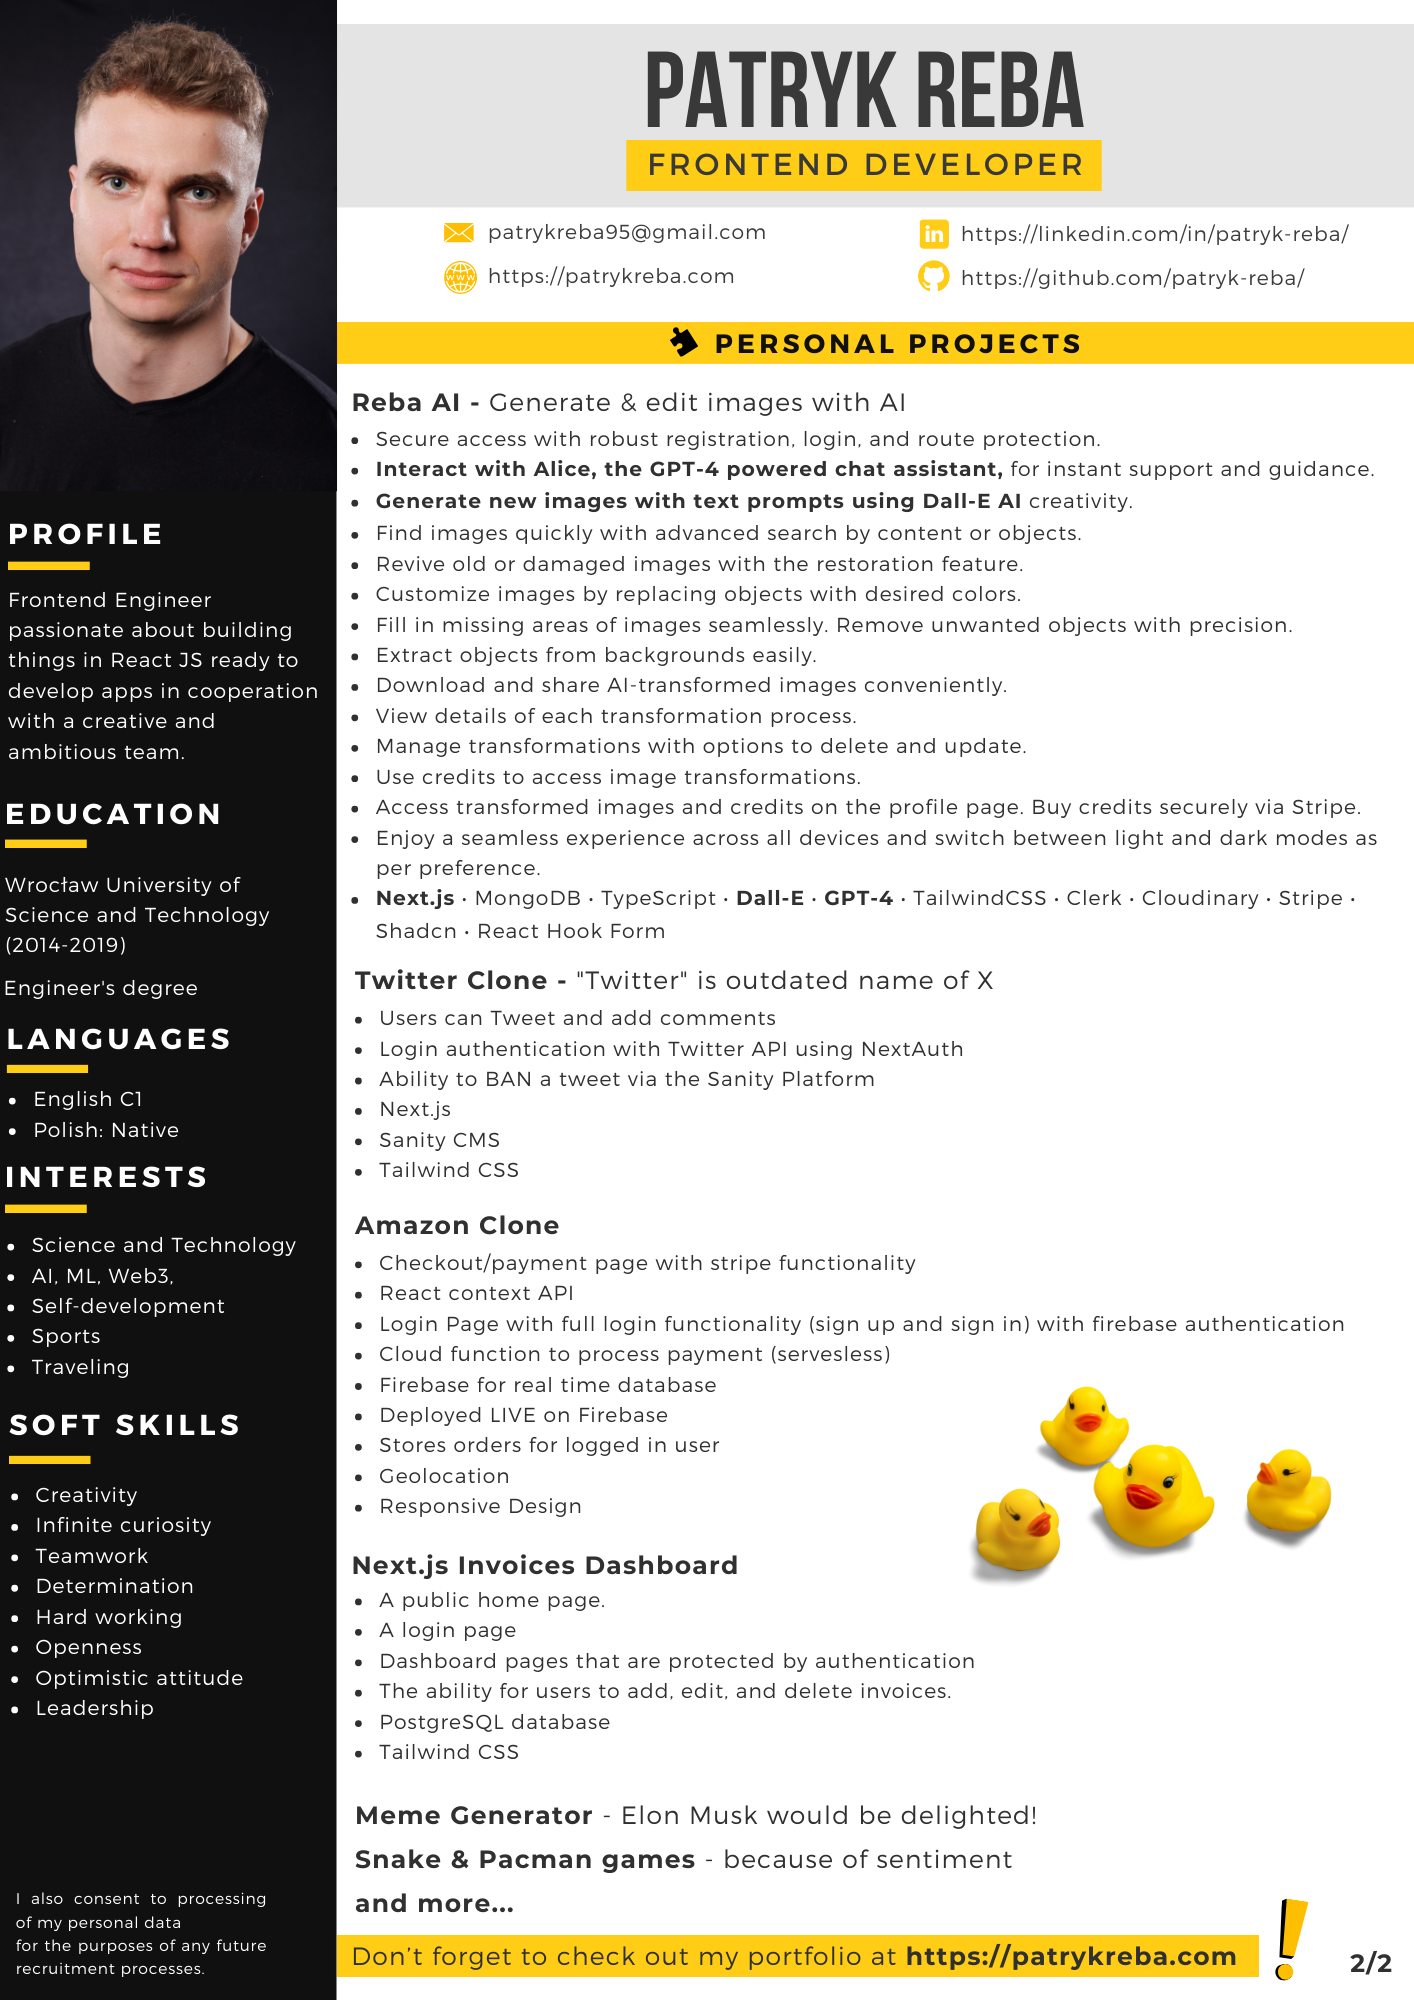 PATRYK REBA
FRONTEND DEVELOPER
patrykreba95@gmail.com
https://linkedin.com/in/patryk-reba/
www
https://patrykreba.com
https://github.com/patryk-reba/
PROFILE
Frontend Engineer
passionate about building
things in React JS ready to
develop apps in cooperation
with a creative and
ambitious team.
EDUCATION
Wrocław University of
Science and Technology
(2014-2019)
Engineer's degree
LANGUAGES
• English C1
• Polish: Native
INTERESTS
• Science and Technology
• AI, ML, Web3,
• Self-development
• Sports
• Traveling
SOFT SKILLS
• Creativity
• Infinite curiosity
• Teamwork
• Determination
• Hard working
• Openness
• Optimistic attitude
• Leadership
I also consent to processing
of my personal data
for the purposes of any future
recruitment processes.
PERSONAL PROJECTS
Reba AI - Generate & edit images with AI
• Secure access with robust registration, login, and route protection.
• Interact with Alice, the GPT-4 powered chat assistant, for instant support and guidance.
• Generate new images with text prompts using Dall-E AI creativity.
• Find images quickly with advanced search by content or objects.
• Revive old or damaged images with the restoration feature.
• Customize images by replacing objects with desired colors.
• Fill in missing areas of images seamlessly. Remove unwanted objects with precision.
• Extract objects from backgrounds easily.
• Download and share AI-transformed images conveniently.
• View details of each transformation process.
• Manage transformations with options to delete and update.
• Use credits to access image transformations.
• Access transformed images and credits on the profile page. Buy credits securely via Stripe.
• Enjoy a seamless experience across all devices and switch between light and dark modes as
per preference.
• Next.js · MongoDB · TypeScript · Dall-E · GPT-4 · TailwindCSS · Clerk · Cloudinary · Stripe ·
Shadcn · React Hook Form
Twitter Clone - "Twitter" is outdated name of X
• Users can Tweet and add comments
• Login authentication with Twitter API using NextAuth
• Ability to BAN a tweet via the Sanity Platform
• Next.js
• Sanity CMS
• Tailwind CSS
Amazon Clone
• Checkout/payment page with stripe functionality
• React context API
• Login Page with full login functionality (sign up and sign in) with firebase authentication
• Cloud function to process payment (servesless)
• Firebase for real time database
• Deployed LIVE on Firebase
• Stores orders for logged in user
• Geolocation
• Responsive Design
Next.js Invoices Dashboard
• A public home page.
• A login page
• Dashboard pages that are protected by authentication
• The ability for users to add, edit, and delete invoices.
• PostgreSQL database
• Tailwind CSS
Meme Generator - Elon Musk would be delighted!
Snake & Pacman games - because of sentiment
and more...
Don't forget to check out my portfolio at https://patrykreba.com
2/2